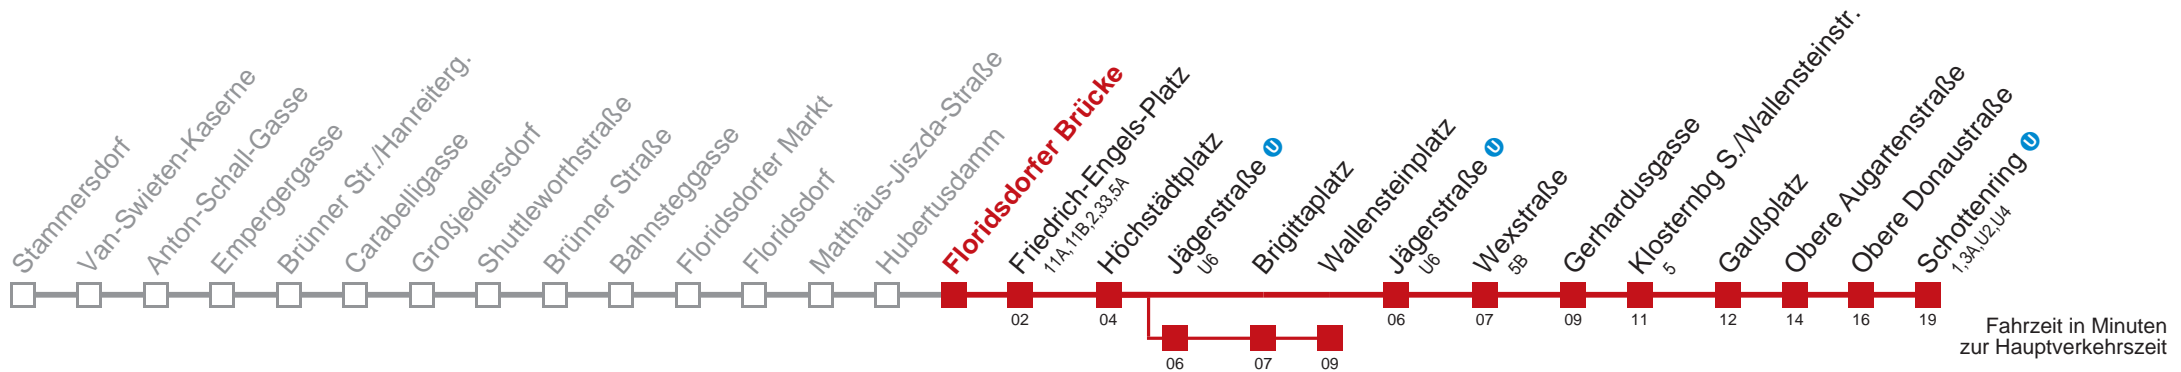 Stammersdorf
Van-Swieten-Kaserne
Anton-Schall-Gasse
Empergergasse
Brünner Str./Hanreiterg.
Carabelligasse
Großjedlersdorf
Shuttleworthstraße
Brünner Straße
Bahnsteggasse
Floridsdorfer Markt
Floridsdorf
Matthäus-Jiszda-Straße
Hubertusdamm
Floridsdorfer Brücke
Friedrich-Engels-Platz
11A,11B,2,33,5A
Höchstädtplatz
Jägerstraße U
U6
Brigittaplatz
Wallensteinplatz
Jägerstraße U
U6
Wexstraße
5B
Gerhardusgasse
Klosternbg S./Wallensteinstr.
5
Gaußplatz
Obere Augartenstraße
Obere Donaustraße
Schottenring U
1,3A,U2,U4
02 04 06 07 09 11 12 14 16 19
06 07 09
Fahrzeit in Minuten
zur Hauptverkehrszeit